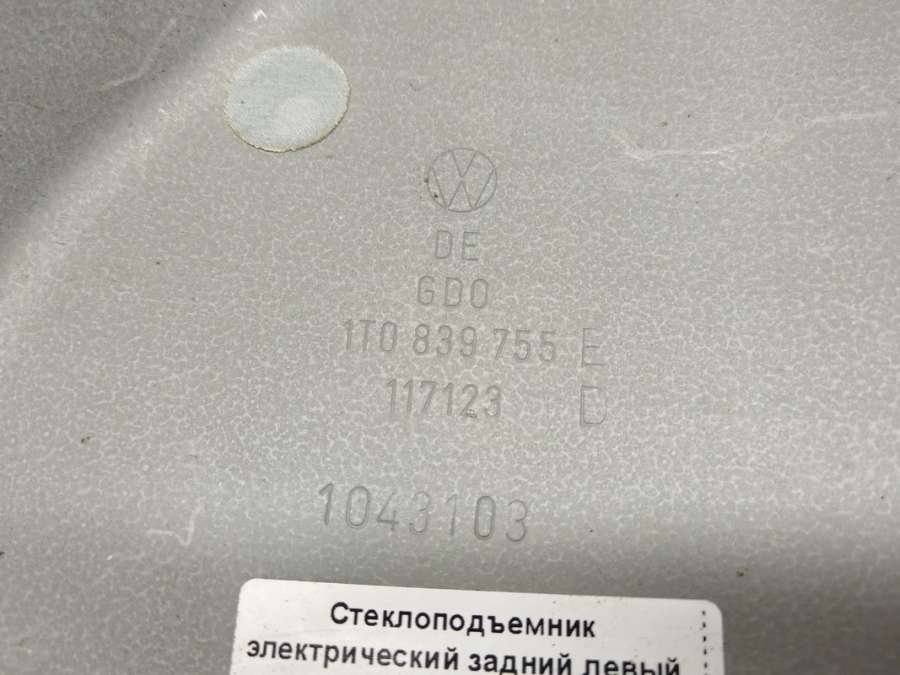 DE
GDO
1T0 839 755 E
117123 D
1043103
Стеклоподъемник
электрический задний левый